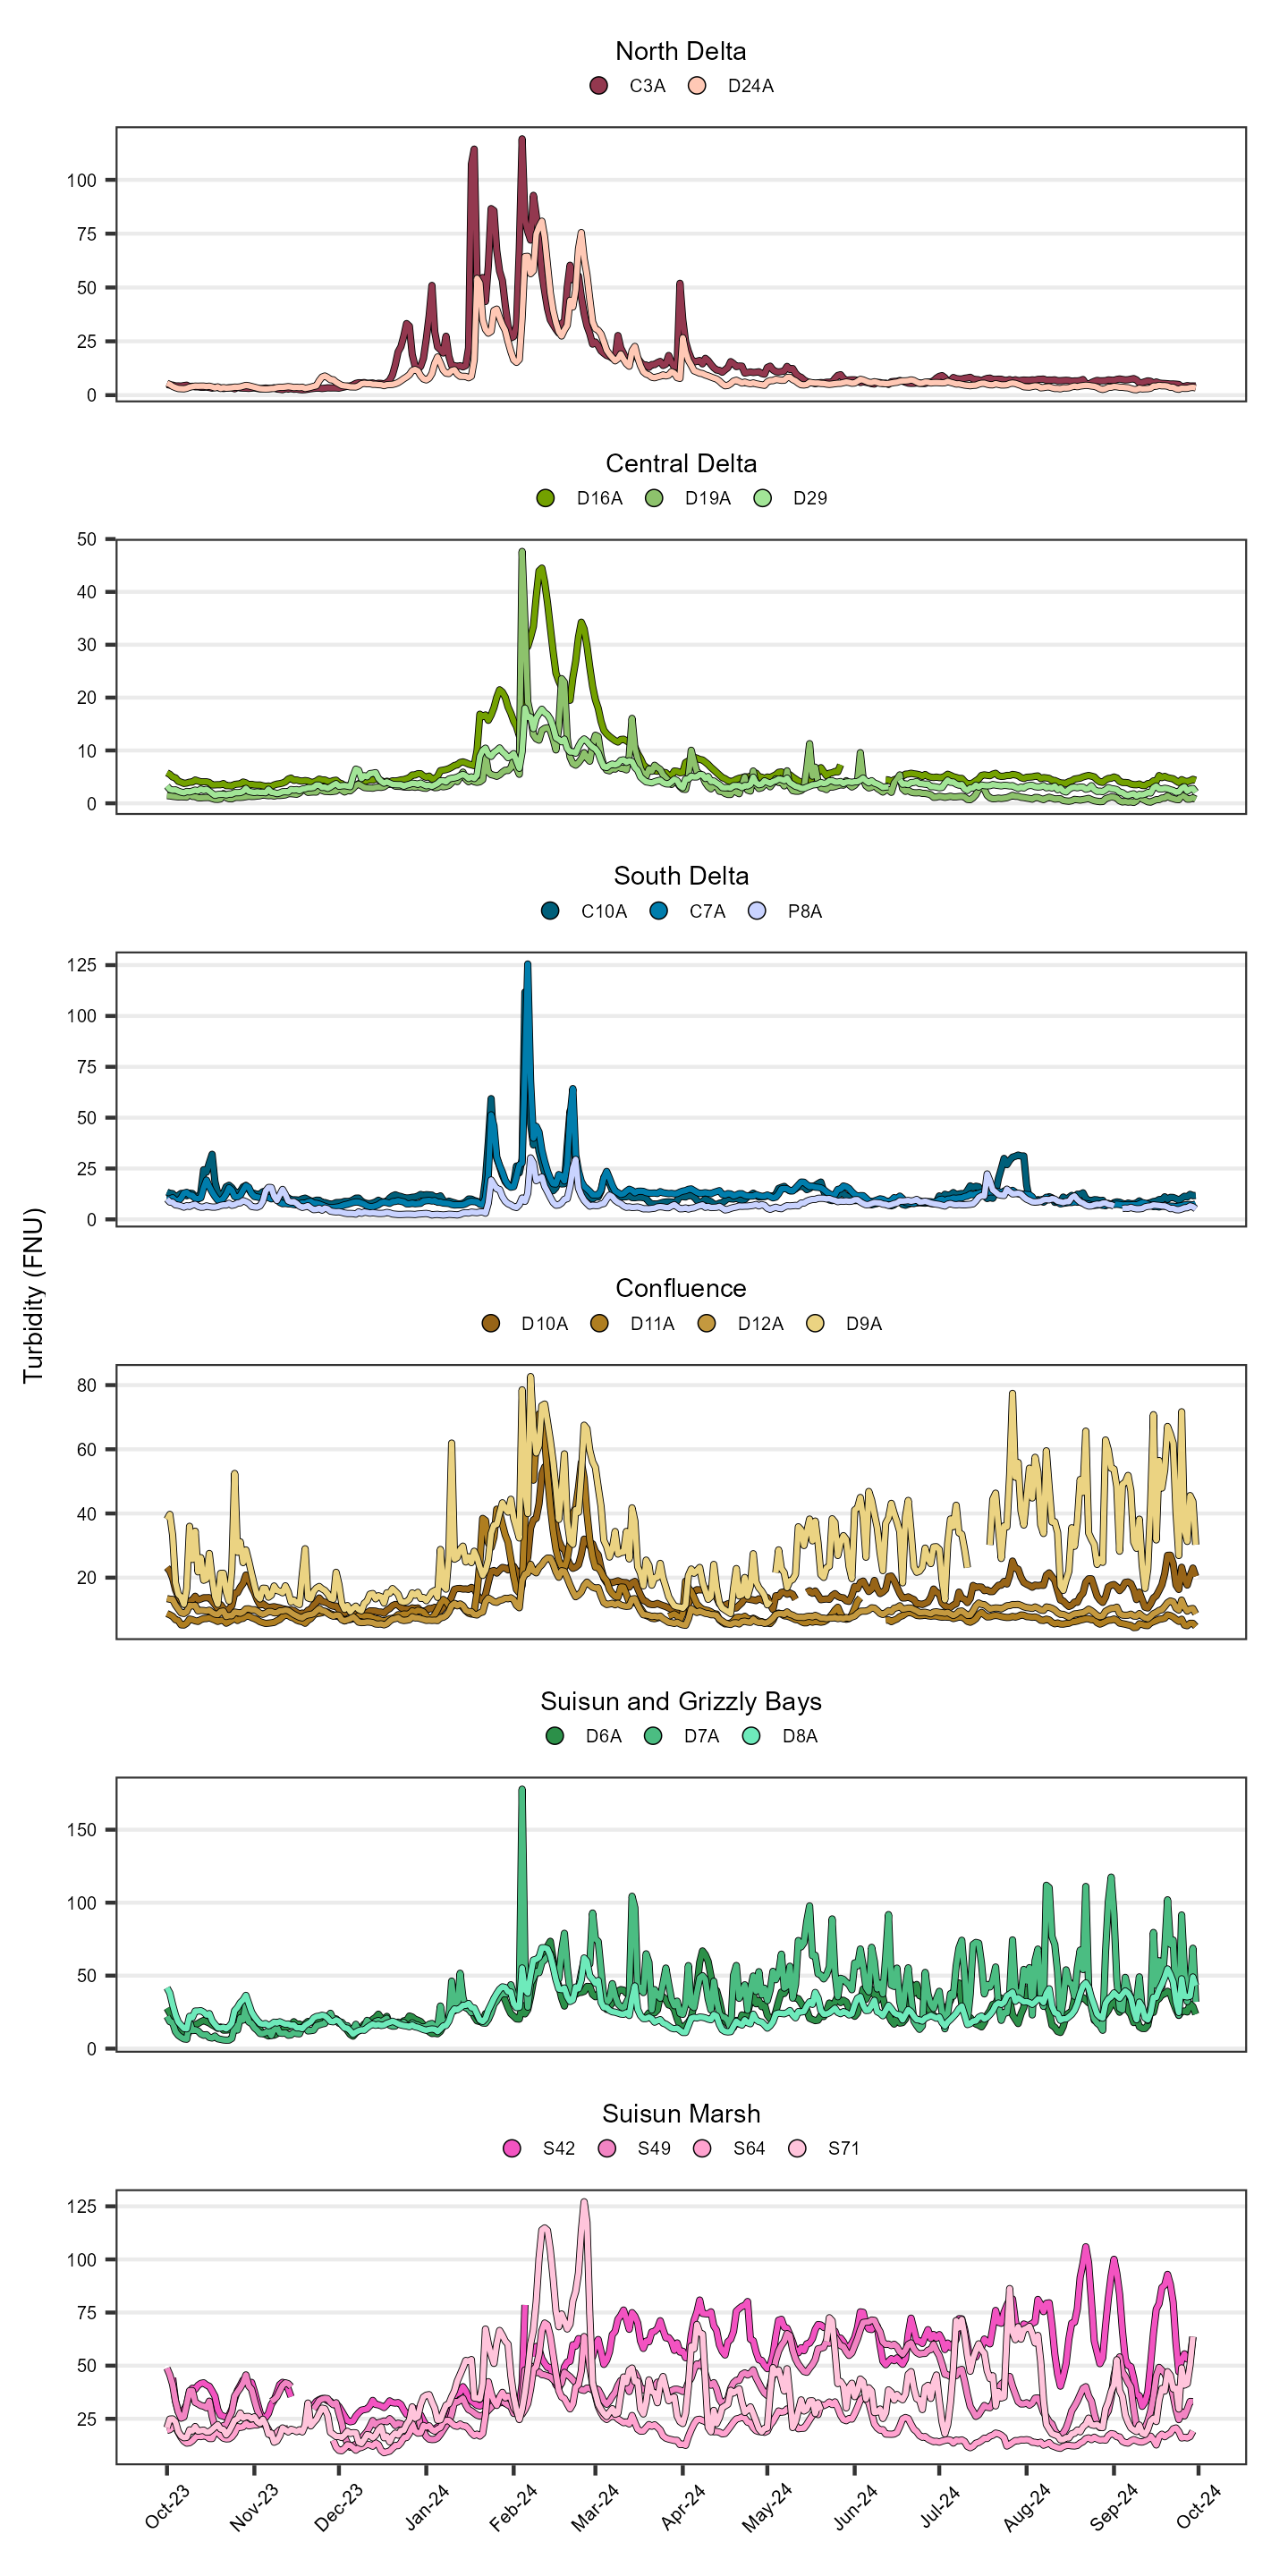 North Delta
C3A D24A
100
75
50
25
0
Central Delta
D16A D19A D29
50
40
30
20
10
0
South Delta
C10A C7A P8A
125
100
75
50
25
0
Turbidity (FNU)
Confluence
D10A D11A D12A D9A
80
60
40
20
Suisun and Grizzly Bays
D6A D7A D8A
150
100
50
0
Suisun Marsh
S42 S49 S64 S71
125
100
75
50
25
Oct-23 Nov-23 Dec-23 Jan-24 Feb-24 Mar-24 Apr-24 May-24 Jun-24 Jul-24 Aug-24 Sep-24 Oct-24